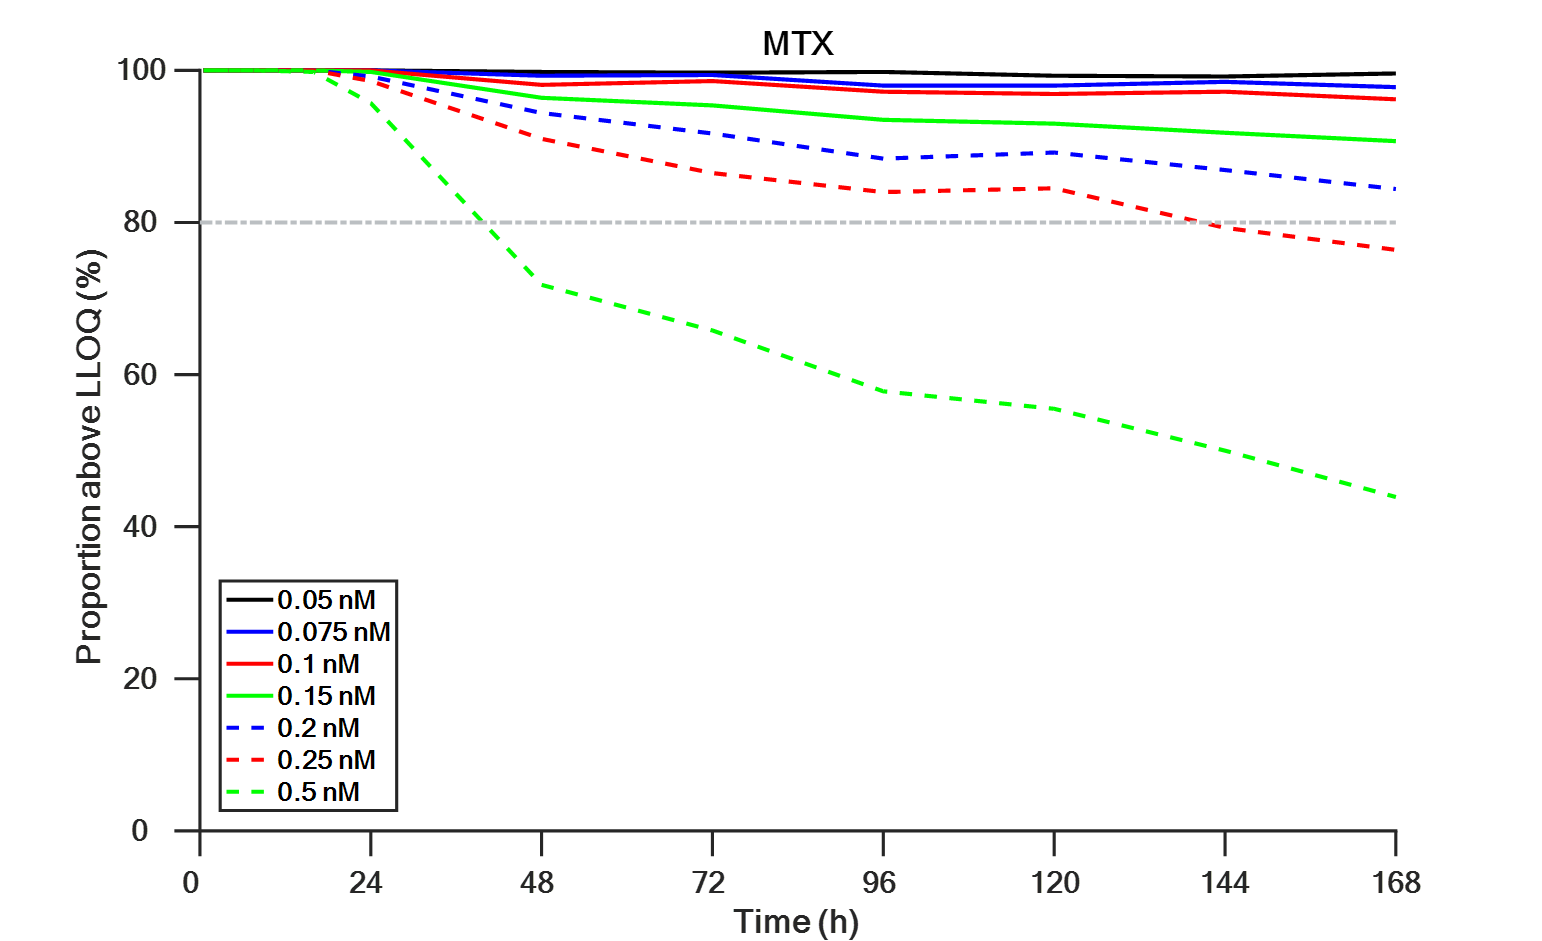 MTX
100
80
60
40
20
0
Proportion above LLOQ (%)
0.05 nM
0.075 nM
0.1 nM
0.15 nM
0.2 nM
0.25 nM
0.5 nM
0 24 48 72 96 120 144 168
Time (h)